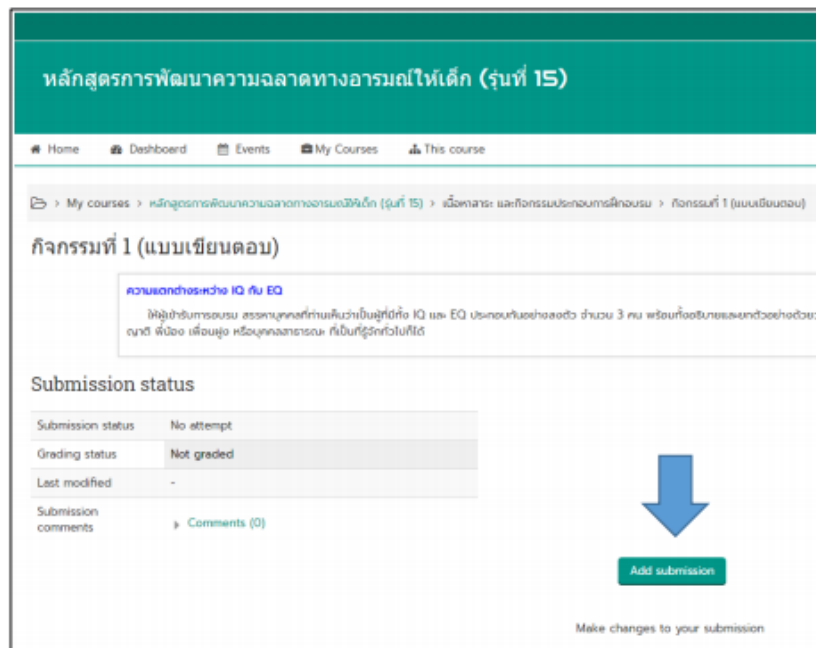 หลักสูตรการพัฒนาความฉลาดทางอารมณ์ให้เด็ก (รุ่นที่ 15)
Home Dashboard Events My Courses This course
> My courses > หลักสูตรการพัฒนาความฉลาดทางอารมณ์ให้เด็ก (รุ่นที่ 15) > เนื้อหาสาระ และกิจกรรมประกอบการฝึกอบรม > กิจกรรมที่ 1 (แบบเขียนตอบ)
กิจกรรมที่ 1 (แบบเขียนตอบ)
ความแตกต่างระหว่าง IQ กับ EQ
ให้ผู้เข้ารับการอบรม สรรหาบุคคลที่ท่านเห็นว่าเป็นผู้ที่มีทั้ง IQ และ EQ ประกอบกันอย่างลงตัว จำนวน 3 คน พร้อมทั้งอธิบายและยกตัวอย่างด้วย
ญาติ พี่น้อง เพื่อนฝูง หรือบุคคลสาธารณะ ที่เป็นที่รู้จักทั่วไปก็ได้
Submission status
Submission status No attempt
Grading status Not graded
Last modified -
Submission comments Comments (0)
Add submission
Make changes to your submission